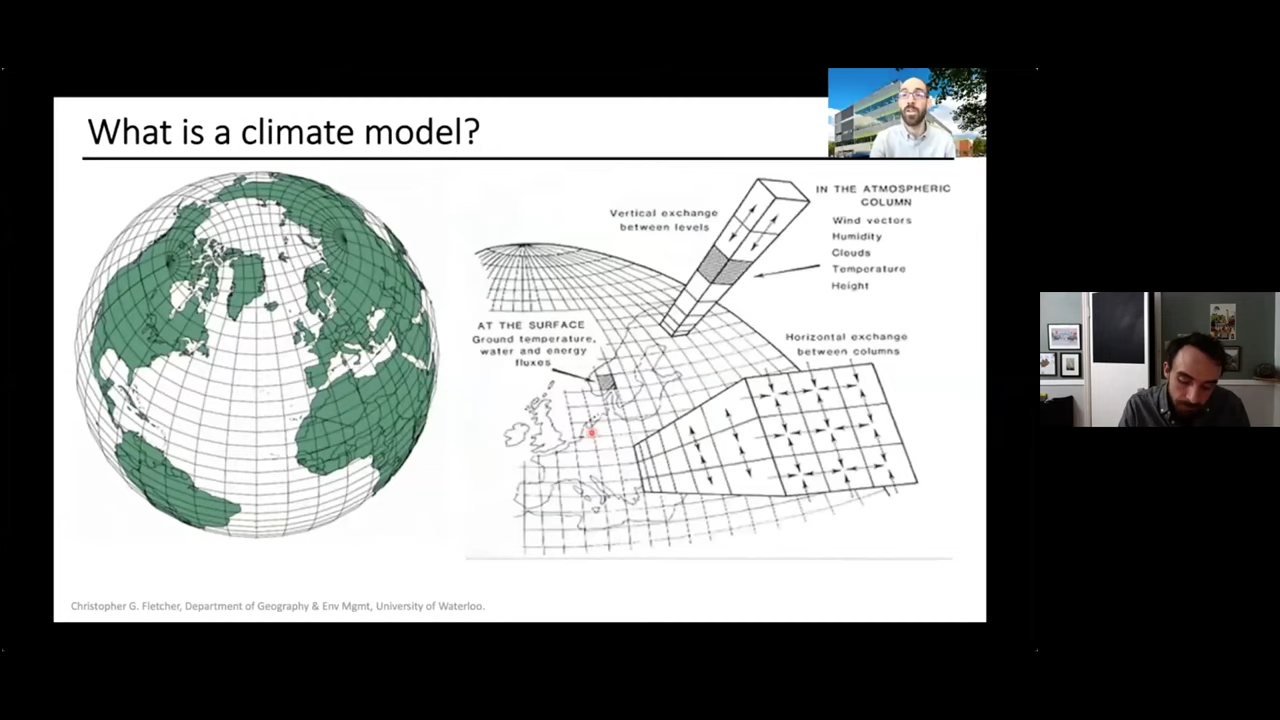 What is a climate model?
IN THE ATMOSPHERIC
COLUMN
Wind vectors
Humidity
Clouds
Temperature
Height
Vertical exchange
between levels
AT THE SURFACE
Ground temperature,
water and energy
fluxes
Horizontal exchange
between columns
Christopher G. Fletcher, Department of Geography & Env Mgmt, University of Waterloo.